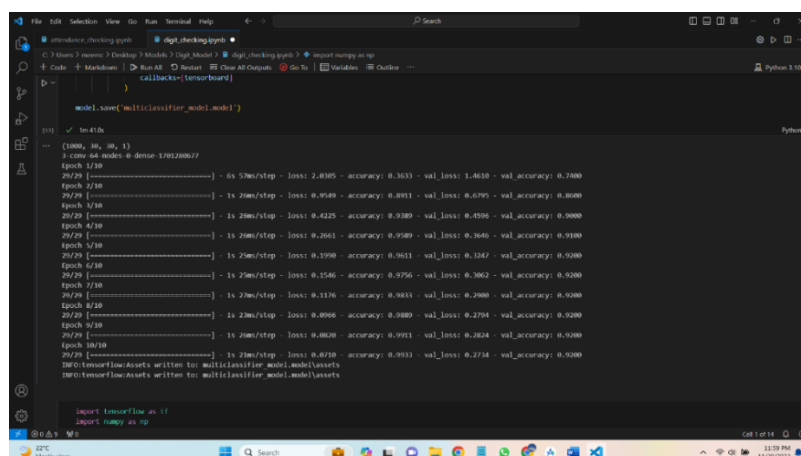 File Edit Selection View Go Run Terminal Help
Search
attendance_checking.ipynb
digit_checking.ipynb
C: > Users > meemc > Desktop > Models > Digit_Model > digit_checking.ipynb > import numpy as np
+ Code + Markdown Run All Restart Clear All Outputs Go To Variables Outline ...
Python 3.10
callbacks=[tensorboard]
)
model.save('multiclassifier_model.model')
1m 41.0s
Python
(1000, 30, 30, 1)
3-conv-64-nodes-0-dense-1701280677
Epoch 1/10
29/29 [==============================] - 6s 57ms/step - loss: 2.0305 - accuracy: 0.3633 - val_loss: 1.4610 - val_accuracy: 0.7400
Epoch 2/10
29/29 [==============================] - 1s 26ms/step - loss: 0.9549 - accuracy: 0.8911 - val_loss: 0.6795 - val_accuracy: 0.8600
Epoch 3/10
29/29 [==============================] - 1s 26ms/step - loss: 0.4225 - accuracy: 0.9389 - val_loss: 0.4596 - val_accuracy: 0.9000
Epoch 4/10
29/29 [==============================] - 1s 26ms/step - loss: 0.2661 - accuracy: 0.9589 - val_loss: 0.3646 - val_accuracy: 0.9100
Epoch 5/10
29/29 [==============================] - 1s 25ms/step - loss: 0.1990 - accuracy: 0.9611 - val_loss: 0.3247 - val_accuracy: 0.9200
Epoch 6/10
29/29 [==============================] - 1s 25ms/step - loss: 0.1546 - accuracy: 0.9756 - val_loss: 0.3062 - val_accuracy: 0.9200
Epoch 7/10
29/29 [==============================] - 1s 27ms/step - loss: 0.1176 - accuracy: 0.9833 - val_loss: 0.2900 - val_accuracy: 0.9200
Epoch 8/10
29/29 [==============================] - 1s 23ms/step - loss: 0.0966 - accuracy: 0.9889 - val_loss: 0.2794 - val_accuracy: 0.9200
Epoch 9/10
29/29 [==============================] - 1s 26ms/step - loss: 0.0820 - accuracy: 0.9911 - val_loss: 0.2824 - val_accuracy: 0.9200
Epoch 10/10
29/29 [==============================] - 1s 21ms/step - loss: 0.0710 - accuracy: 0.9933 - val_loss: 0.2734 - val_accuracy: 0.9200
INFO:tensorflow:Assets written to: multiclassifier_model.model\assets
INFO:tensorflow:Assets written to: multiclassifier_model.model\assets
import tensorflow as tf
import numpy as np
Cell 1 of 14
22°C
Search
11:59 PM